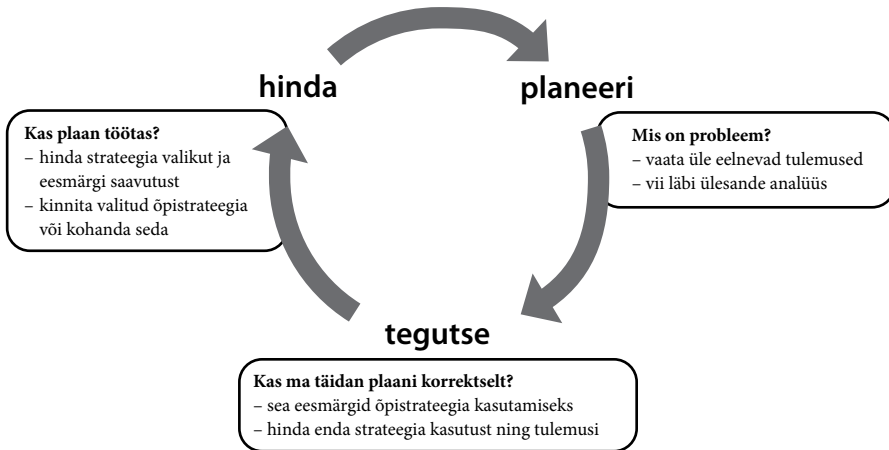 hinda
planeeri
Kas plaan töötas?
– hinda strateegia valikut ja
eesmärgi saavutust
– kinnita valitud õpistrateegia
või kohanda seda
Mis on probleem?
– vaata üle eelnevad tulemused
– vii läbi ülesande analüüs
tegutse
Kas ma täidan plaani korrektselt?
– sea eesmärgid õpistrateegia kasutamiseks
– hinda enda strateegia kasutust ning tulemusi